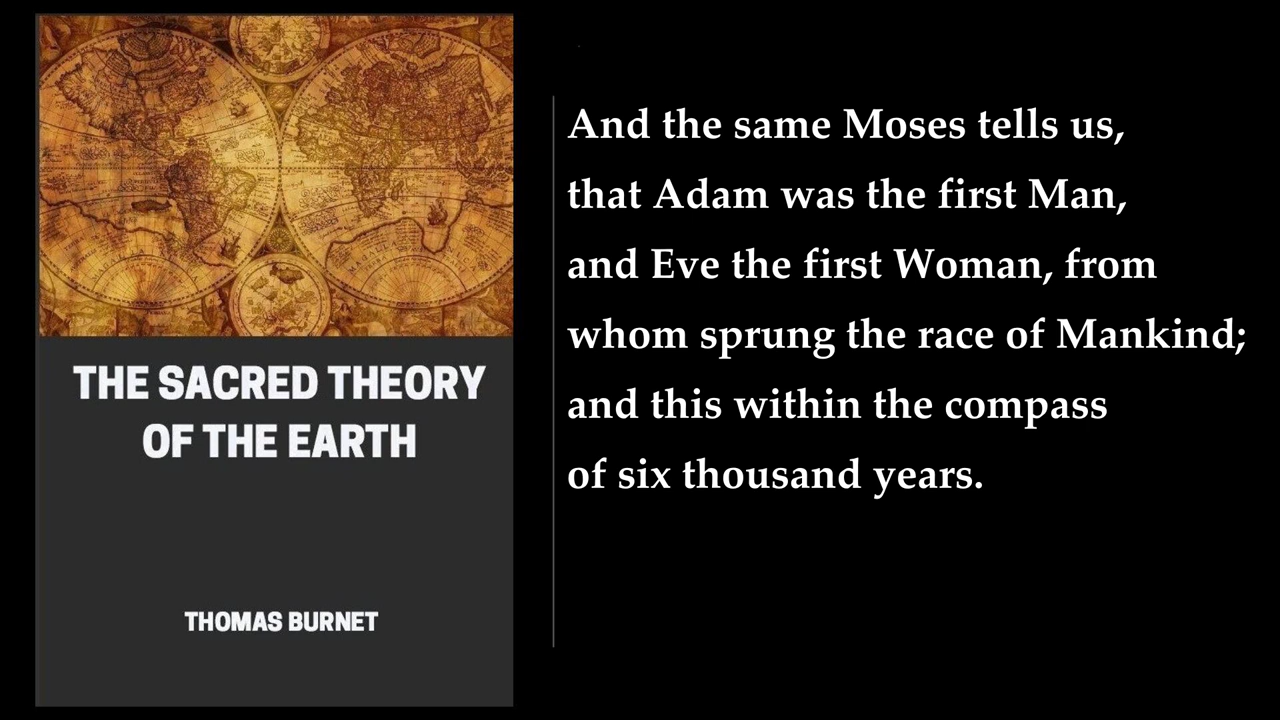 THE SACRED THEORY
OF THE EARTH
THOMAS BURNET
And the same Moses tells us,
that Adam was the first Man,
and Eve the first Woman, from
whom sprung the race of Mankind;
and this within the compass
of six thousand years.